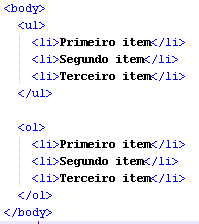 <body>
<ul>
<li>Primeiro item</li>
<li>Segundo item</li>
<li>Terceiro item</li>
</ul>
<ol>
<li>Primeiro item</li>
<li>Segundo item</li>
<li>Terceiro item</li>
</ol>
</body>